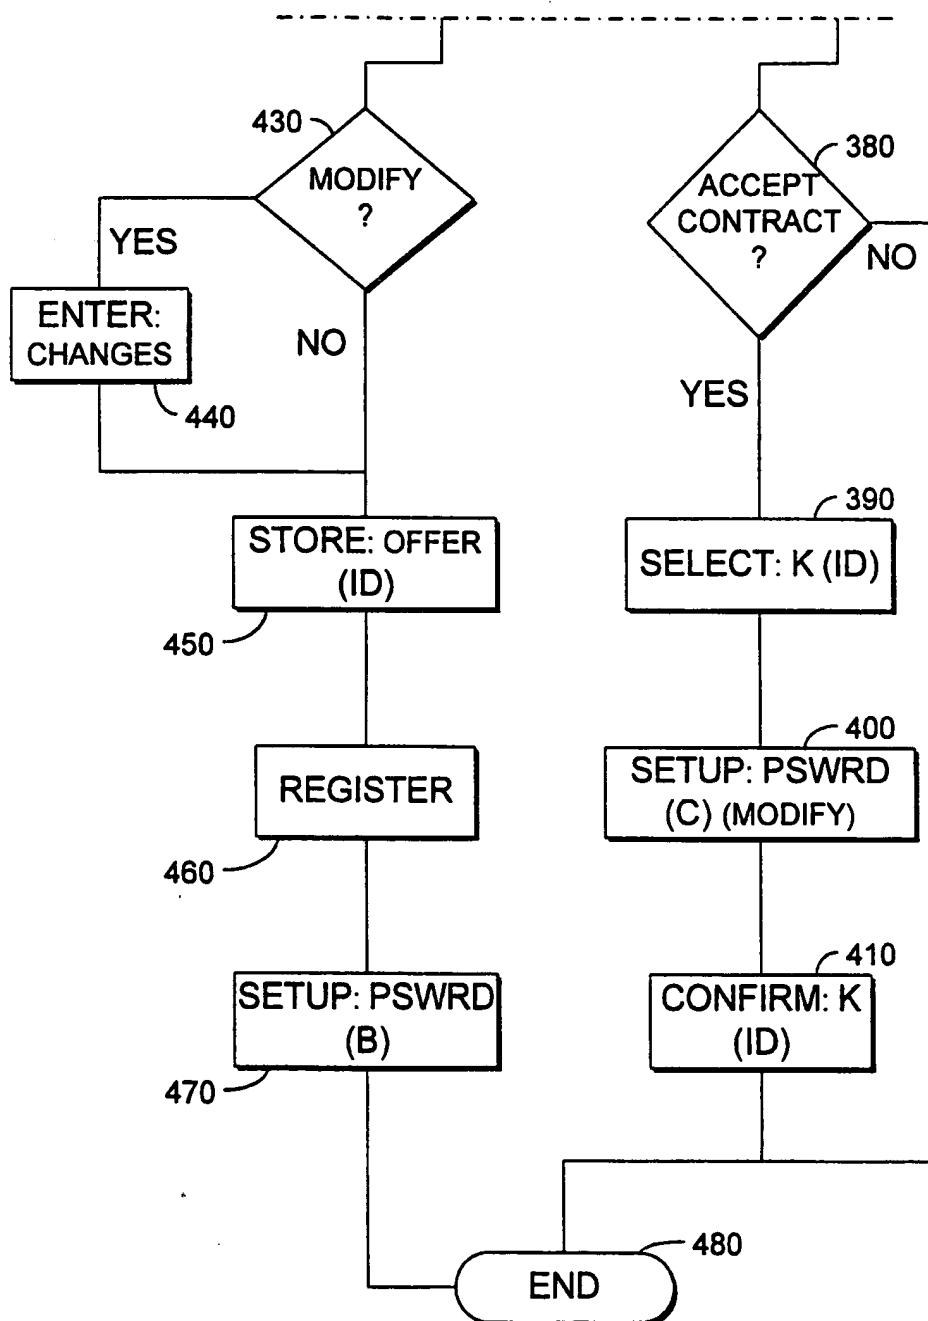 430
MODIFY
?
YES
ENTER:
CHANGES
440
NO
STORE: OFFER
(ID)
450
REGISTER
460
SETUP: PSWRD
(B)
470
380
ACCEPT
CONTRACT
?
NO
YES
390
SELECT: K (ID)
400
SETUP: PSWRD
(C) (MODIFY)
410
CONFIRM: K
(ID)
480
END